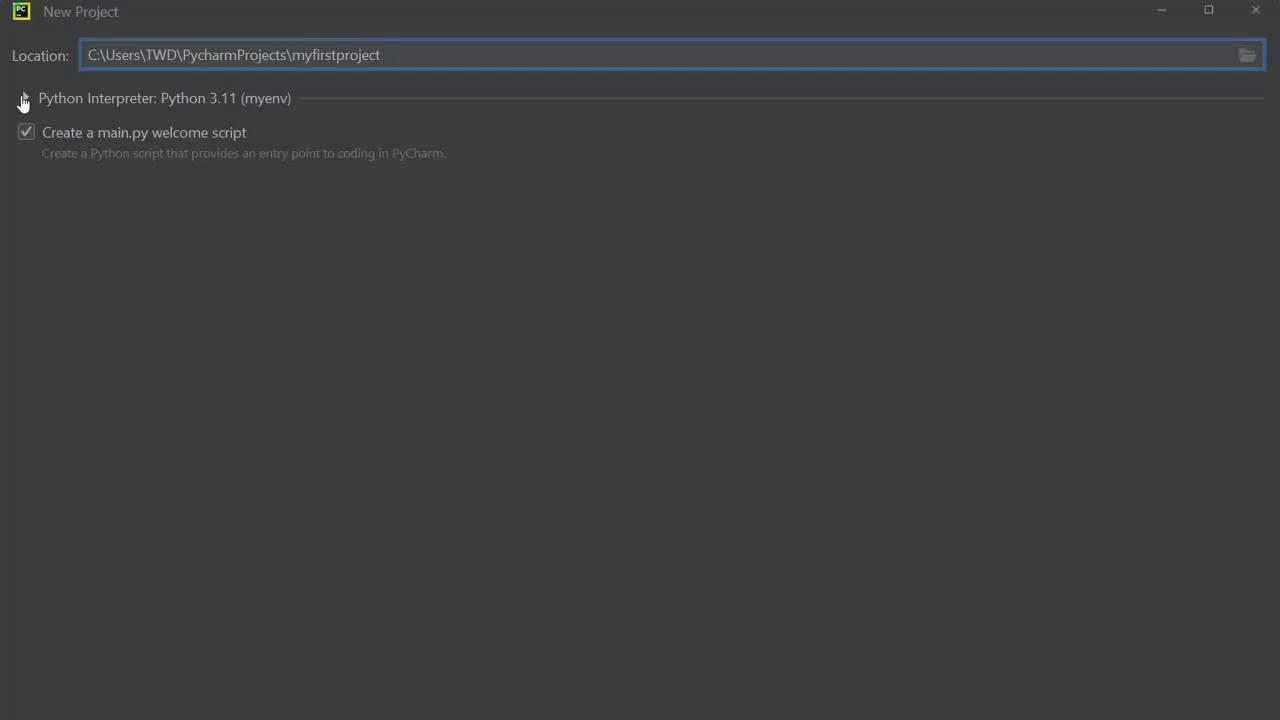 PC New Project
Location: C:\Users\TWD\PycharmProjects\myfirstproject
Python Interpreter: Python 3.11 (myenv)
Create a main.py welcome script
Create a Python script that provides an entry point to coding in PyCharm.